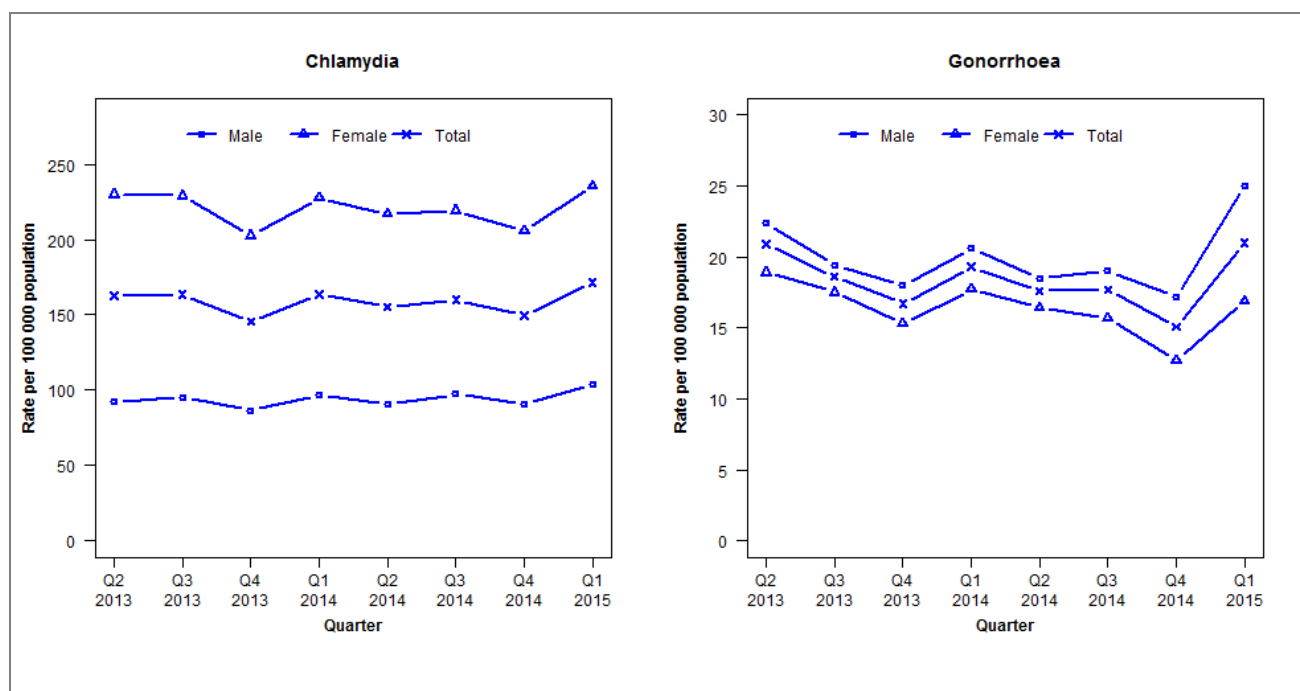 Chlamydia
Male Female Total
250
200
150
100
50
0
Rate per 100 000 population
Q2 Q3 Q4 Q1 Q2 Q3 Q4 Q1
2013 2013 2013 2014 2014 2014 2014 2015
Quarter
Gonorrhoea
Male Female Total
30
25
20
15
10
5
0
Rate per 100 000 population
Q2 Q3 Q4 Q1 Q2 Q3 Q4 Q1
2013 2013 2013 2014 2014 2014 2014 2015
Quarter